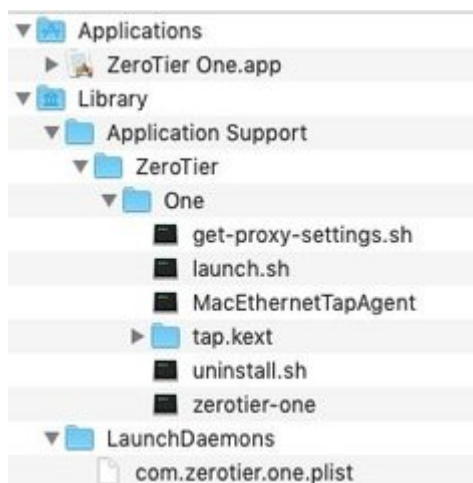 Applications
ZeroTier One.app
Library
Application Support
ZeroTier
One
get-proxy-settings.sh
launch.sh
MacEthernetTapAgent
tap.kext
uninstall.sh
zerotier-one
LaunchDaemons
com.zerotier.one.plist